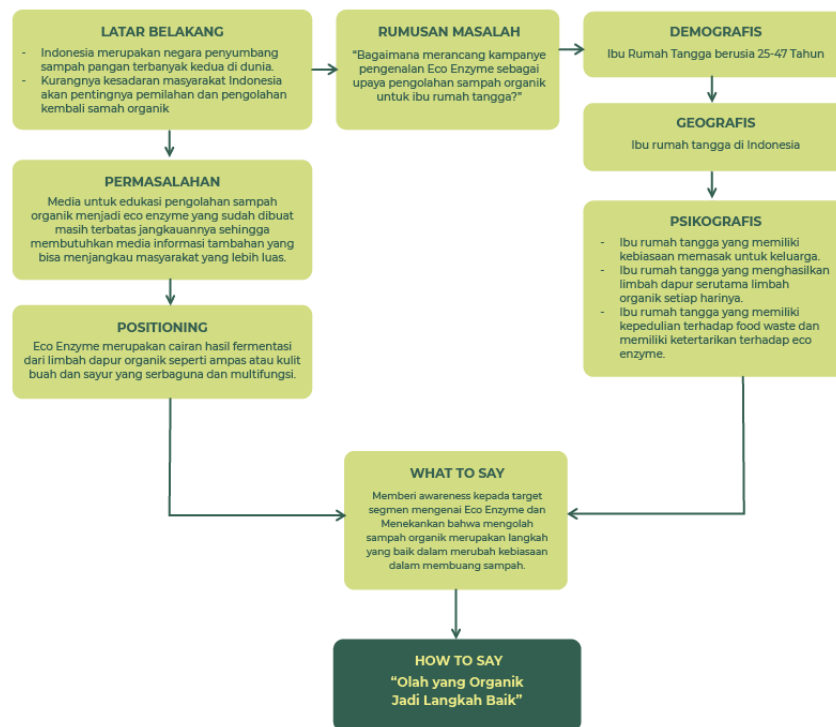 LATAR BELAKANG
- Indonesia merupakan negara penyumbang
sampah pangan terbanyak kedua di dunia.
- Kurangnya kesadaran masyarakat Indonesia
akan pentingnya pemilahan dan pengolahan
kembali samah organik
RUMUSAN MASALAH
“Bagaimana merancang kampanye
pengenalan Eco Enzyme sebagai
upaya pengolahan sampah organik
untuk ibu rumah tangga?”
DEMOGRAFIS
Ibu Rumah Tangga berusia 25-47 Tahun
GEOGRAFIS
Ibu rumah tangga di Indonesia
PERMASALAHAN
Media untuk edukasi pengolahan sampah
organik menjadi eco enzyme yang sudah dibuat
masih terbatas jangkauannya sehingga
membutuhkan media informasi tambahan yang
bisa menjangkau masyarakat yang lebih luas.
PSIKOGRAFIS
- Ibu rumah tangga yang memiliki
kebiasaan memasak untuk keluarga.
- Ibu rumah tangga yang menghasilkan
limbah dapur serutama limbah
organik setiap harinya.
- Ibu rumah tangga yang memiliki
kepedulian terhadap food waste dan
memiliki ketertarikan terhadap eco
enzyme.
POSITIONING
Eco Enzyme merupakan cairan hasil fermentasi
dari limbah dapur organik seperti ampas atau kulit
buah dan sayur yang serbaguna dan multifungsi.
WHAT TO SAY
Memberi awareness kepada target
segmen mengenai Eco Enzyme dan
Menekankan bahwa mengolah
sampah organik merupakan langkah
yang baik dalam merubah kebiasaan
dalam membuang sampah.
HOW TO SAY
“Olah yang Organik
Jadi Langkah Baik”